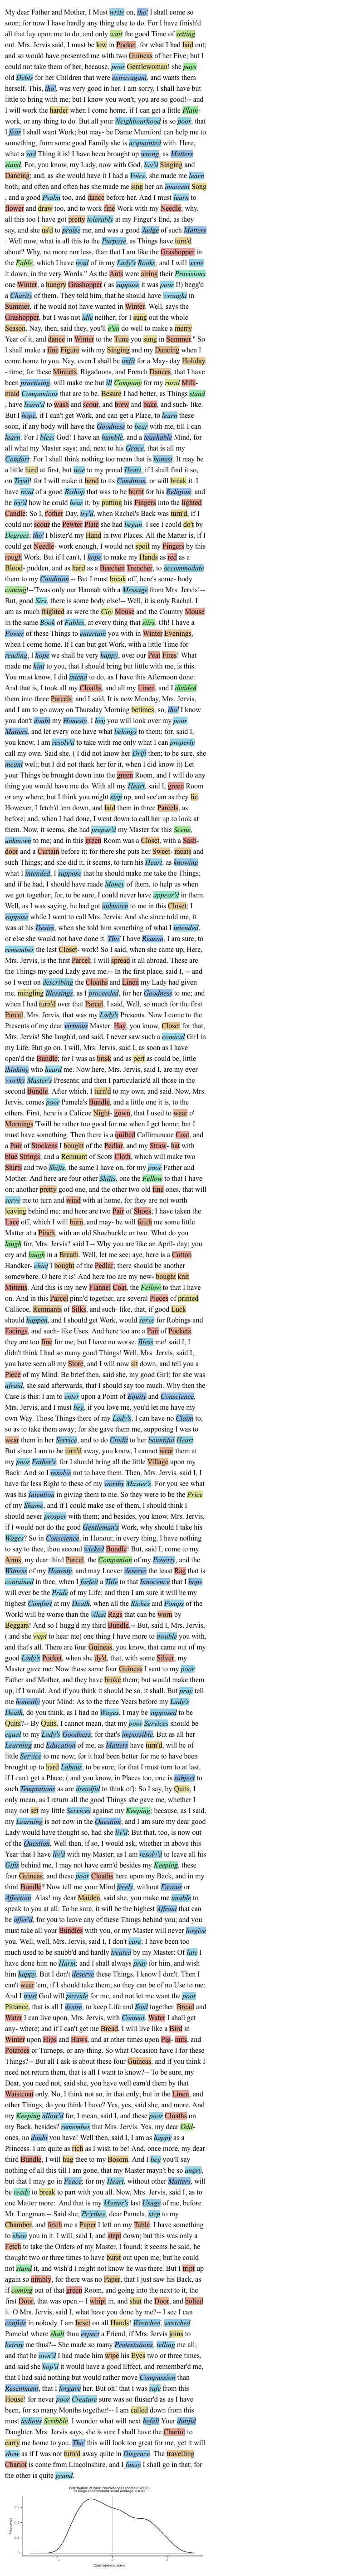 My dear Father and Mother, I Must write on, tho' I shall come so
soon; for now I have hardly any thing else to do. For I have finish'd
all that lay upon me to do, and only wait the good Time of setting
out. Mrs. Jervis said, I must be low in Pocket, for what I had laid out;
and so would have presented me with two Guineas of her Five; but I
could not take them of her, because, poor Gentlewoman! she pays
old Debts for her Children that were extravagant, and wants them
herself. This, tho', was very good in her. I am sorry, I shall have but
little to bring with me; but I know you won't; you are so good!-- and
I will work the harder when I come home, if I can get a little Plain-
work, or any thing to do. But all your Neighbourhood is so poor, that
I fear I shall want Work; but may- be Dame Mumford can help me to
something, from some good Family she is acquainted with. Here,
what a sad Thing it is! I have been brought up wrong, as Matters
stand. For, you know, my Lady, now with God, lov'd Singing and
Dancing; and, as she would have it I had a Voice, she made me learn
both; and often and often has she made me sing her an innocent Song
, and a good Psalm too, and dance before her. And I must learn to
flower and draw too, and to work fine Work with my Needle; why,
all this too I have got pretty tolerably at my Finger's End, as they
say, and she us'd to praise me, and was a good Judge of such Matters
. Well now, what is all this to the Purpose, as Things have turn'd
about? Why, no more nor less, than that I am like the Grasshopper in
the Fable, which I have read of in my Lady's Books; and I will write
it down, in the very Words." As the Ants were airing their Provisions
one Winter, a hungry Grasshopper ( as suppose it was poor I!) begg'd
a Charity of them. They told him, that he should have wrought in
Summer, if he would not have wanted in Winter. Well, says the
Grasshopper, but I was not idle neither; for I sung out the whole
Season. Nay, then, said they, you'll e'en do well to make a merry
Year of it, and dance in Winter to the Tune you sung in Summer." So
I shall make a fine Figure with my Singing and my Dancing when I
come home to you. Nay, even I shall be unfit for a May- day Holiday
- time; for these Minuets, Rigadoons, and French Dances, that I have
been practising, will make me but ill Company for my rural Milk-
maid Companions that are to be. Besure I had better, as Things stand
, have learn'd to wash and scour, and brew and bake, and such- like.
But I hope, if I can't get Work, and can get a Place, to learn these
soon, if any body will have the Goodness to bear with me, till I can
learn. For I bless God! I have an humble, and a teachable Mind, for
all what my Master says; and, next to his Grace, that is all my
Comfort. For I shall think nothing too mean that is honest. It may be
a little hard at first, but woe to my proud Heart, if I shall find it so,
on Tryal! for I will make it bend to its Condition, or will break it. I
have read of a good Bishop that was to be burnt for his Religion; and
he try'd how he could bear it, by putting his Fingers into the lighted
Candle. So I, t'other Day, try'd, when Rachel's Back was turn'd, if I
could not scour the Pewter Plate she had begun. I see I could do't by
Degrees; tho' I blister'd my Hand in two Places. All the Matter is, if I
could get Needle- work enough, I would not spoil my Fingers by this
rough Work. But if I can't, I hope to make my Hands as red as a
Blood- pudden, and as hard as a Beechen Trencher, to accommodate
them to my Condition.-- But I must break off, here's some- body
coming!--'Twas only our Hannah with a Message from Mrs. Jervis!--
But, good Sirs, there is some body else!-- Well, it is only Rachel. I
am as much frighted as were the City Mouse and the Country Mouse
in the same Book of Fables, at every thing that stirs. Oh! I have a
Power of these Things to entertain you with in Winter Evenings,
when I come home. If I can but get Work, with a little Time for
reading, I hope we shall be very happy, over our Peat Fires! What
made me hint to you, that I should bring but little with me, is this.
You must know, I did intend to do, as I have this Afternoon done:
And that is, I took all my Cloaths, and all my Linen, and I divided
them into three Parcels; and I said, It is now Monday, Mrs. Jervis,
and I am to go away on Thursday Morning betimes; so, tho' I know
you don't doubt my Honesty, I beg you will look over my poor
Matters, and let every one have what belongs to them; for, said I,
you know, I am resolv'd to take with me only what I can properly
call my own. Said she, ( I did not know her Drift then; to be sure, she
meant well; but I did not thank her for it, when I did know it) Let
your Things be brought down into the green Room, and I will do any
thing you would have me do. With all my Heart, said I, green Room
or any where; but I think you might step up, and see'em as they lie.
However, I fetch'd 'em down, and laid them in three Parcels, as
before; and, when I had done, I went down to call her up to look at
them. Now, it seems, she had prepar'd my Master for this Scene,
unknown to me; and in this green Room was a Closet, with a Sash-
door and a Curtain before it; for there she puts her Sweet- meats and
such Things; and she did it, it seems, to turn his Heart, as knowing
what I intended, I suppose that he should make me take the Things;
and if he had, I should have made Money of them, to help us when
we got together; for, to be sure, I could never have appear'd in them.
Well, as I was saying, he had got unknown to me in this Closet; I
suppose while I went to call Mrs. Jervis: And she since told me, it
was at his Desire, when she told him something of what I intended,
or else she would not have done it. Tho' I have Reason, I am sure, to
remember the last Closet- work! So I said, when she came up, Here,
Mrs. Jervis, is the first Parcel; I will spread it all abroad. These are
the Things my good Lady gave me.-- In the first place, said I, -- and
so I went on describing the Cloaths and Linen my Lady had given
me, mingling Blessings, as I proceeded, for her Goodness to me; and
when I had turn'd over that Parcel, I said, Well, so much for the first
Parcel, Mrs. Jervis, that was my Lady's Presents. Now I come to the
Presents of my dear virtuous Master: Hay, you know, Closet for that,
Mrs. Jervis! She laugh'd, and said, I never saw such a comical Girl in
my Life. But go on. I will, Mrs. Jervis, said I, as soon as I have
open'd the Bundle; for I was as brisk and as pert as could be, little
thinking who heard me. Now here, Mrs. Jervis, said I, are my ever
worthy Master's Presents; and then I particulariz'd all those in the
second Bundle. After which, I turn'd to my own, and said, Now, Mrs.
Jervis, comes poor Pamela's Bundle, and a little one it is, to the
others. First, here is a Calicoe Night- gown, that I used to wear o'
Mornings.'Twill be rather too good for me when I get home; but I
must have something. Then there is a quilted Callimanco Coat, and
a Pair of Stockens I bought of the Pedlar, and my Straw- hat with
blue Strings; and a Remnant of Scots Cloth, which will make two
Shirts and two Shifts, the same I have on, for my poor Father and
Mother. And here are four other Shifts, one the Fellow to that I have
on; another pretty good one, and the other two old fine ones, that will
serve me to turn and wind with at home, for they are not worth
leaving behind me; and here are two Pair of Shoes; I have taken the
Lace off, which I will burn, and may- be will fetch me some little
Matter at a Pinch, with an old Shoebuckle or two. What do you
laugh for, Mrs. Jervis? said I.-- Why you are like an April- day; you
cry and laugh in a Breath. Well, let me see; aye, here is a Cotton
Handker- chief I bought of the Pedlar; there should be another
somewhere. O here it is! And here too are my new bought knit
Mittens. And this is my new Flannel Coat, the Fellow to that I have
on. And in this Parcel pinn'd together, are several Pieces of printed
Callicoe, Remnants of Silks, and such- like, that, if good Luck
should happen, and I should get Work, would serve for Robings and
Facings, and such- like Uses. And here too are a Pair of Pockets;
they are too fine for me; but I have no worse. Bless me! said I, I
didn't think I had so many good Things! Well, Mrs. Jervis, said I,
you have seen all my Store, and I will now sit down, and tell you a
Piece of my Mind. Be brief then, said she, my good Girl; for she was
afraid, she said afterwards, that I should say too much. Why then the
Case is this: I am to enter upon a Point of Equity and Conscience,
Mrs. Jervis, and I must beg, if you love me, you'd let me have my
own Way. Those Things there of my Lady's, I can have no Claim to,
so as to take them away; for she gave them me, supposing I was to
wear them in her Service, and to do Credit to her bountiful Heart.
But since I am to be turn'd away, you know, I cannot wear them at
my poor Father's; for I should bring all the little Village upon my
Back: And so I resolve not to have them. Then, Mrs. Jervis, said I, I
have far less Right to these of my worthy Master's. For you see what
was his Intention in giving them to me. So they were to be the Price
of my Shame, and if I could make use of them, I should think I
should never prosper with them; and besides, you know, Mrs. Jervis,
if I would not do the good Gentleman's Work, why should I take his
Wages? So in Conscience, in Honour, in every thing, I have nothing
to say to thee, thou second wicked Bundle! But, said I, come to my
Arms, my dear third Parcel, the Companion of my Poverty, and the
Witness of my Honesty; and may I never deserve the least Rag that is
contained in thee, when I forfeit a Title to that Innocence that I hope
will ever be the Pride of my Life; and then I am sure it will be my
highest Comfort at my Death, when all the Riches and Pomps of the
World will be worse than the vilest Rags that can be worn by
Beggars! And so I hugg'd my third Bundle.-- But, said I, Mrs. Jervis,
( and she wept to hear me) one thing I have more to trouble you with,
and that's all. There are four Guineas, you know, that came out of my
good Lady's Pocket, when she dy'd, that, with some Silver, my
Master gave me: Now those same four Guineas I sent to my poor
Father and Mother, and they have broke them; but would make them
up, if I would. And if you think it should be so, it shall. But pray tell
me honestly your Mind: As to the three Years before my Lady's
Death, do you think, as I had no Wages, I may be supposed to be
Quits?-- By Quits, I cannot mean, that my poor Services should be
equal to my Lady's Goodness; for that's impossible. But as all her
Learning and Education of me, as Matters have turn'd, will be of
little Service to me now; for it had been better for me to have been
brought up to hard Labour, to be sure; for that I must turn to at last,
if I can't get a Place; ( and you know, in Places too, one is subject to
such Temptations as are dreadful to think of): So I say, by Quits, I
only mean, as I return all the good Things she gave me, whether I
may not set my little Services against my Keeping; because, as I said,
my Learning is not now in the Question; and I am sure my dear good
Lady would have thought so, had she liv'd: But that, too, is now out
of the Question. Well then, if so, I would ask, whether in above this
Year that I have liv'd with my Master; as I am resolv'd to leave all his
Gifts behind me, I may not have earned, besides my Keeping, these
four Guineas; and these poor Cloaths here upon my Back, and in my
third Bundle? Now tell me your Mind freely, without Favour or
Affection. Alas! my dear Maiden, said she, you make me unable to
speak to you at all: To be sure, it will be the highest Affront that can
be offer'd, for you to leave any of these Things behind you; and you
must take all your Bundles with you, or my Master will never forgive
you. Well, well, Mrs. Jervis, said I, I don't care; I have been too
much used to be snubb'd and hardly treated by my Master: Of late I
have done him no Harm; and I shall always pray for him, and wish
him happy. But I don't deserve these Things, I know I don't. Then I
can't wear 'em, if I should take them; so they can be of no Use to me:
And I trust God will provide for me, and not let me want the poor
Pittance, that is all I desire, to keep Life and Soul together. Bread and
Water I can live upon, Mrs. Jervis, with Content. Water I shall get
any- where; and if I can't get me Bread, I will live like a Bird in
Winter upon Hips and Haws, and at other times upon Pig- nuts, and
Potatoes or Turneps, or any thing. So what Occasion have I for these
Things?-- But all I ask is about these four Guineas, and if you think I
need not return them, that is all I want to know?-- To be sure, my
Dear, you need not, said she, you have well earn'd them by that
Waistcoat only. No, I think not so, in that only; but in the Linen, and
other Things, do you think I have? Yes, yes, said she, and more. And
my Keeping allow'd for, I mean, said I, and these poor Cloaths on
my Back, besides? remember that, Mrs. Jervis. Yes, my dear Odd-
ones, no doubt you have! Well then, said I, I am as happy as a
Princess. I am quite as rich as I wish to be! And, once more, my dear
third Bundle, I will hug thee to my Bosom. And I beg you'll say
nothing of all this till I am gone, that my Master mayn't be so angry,
but that I may go in Peace; for my Heart, without other Matters, will
be ready to break to part with you all. Now, Mrs. Jervis, said I, as to
one Matter more: And that is my Master's last Usage of me, before
Mr. Longman.-- Said she, Pr'ythee, dear Pamela, step to my
Chamber, and fetch me a Paper I left on my Table. I have something
to shew you in it. I will, said I, and stept down; but this was only a
Fetch to take the Orders of my Master, I found; it seems he said, he
thought two or three times to have burst out upon me; but he could
not stand it, and wish'd I might not know he was there. But I tript up
again so nimbly, for there was no Paper, that I just saw his Back, as
if coming out of that green Room, and going into the next to it, the
first Door, that was open.-- I whipt in, and shut the Door, and bolted
it. O Mrs. Jervis, said I, what have you done by me?-- I see I can
confide in nobody. I am beset on all Hands! Wretched, wretched
Pamela! where shalt thou expect a Friend, if Mrs. Jervis joins to
betray me thus?-- She made so many Protestations, telling me all;
and that he own'd I had made him wipe his Eyes two or three times,
and said she hop'd it would have a good Effect, and remember'd me,
that I had said nothing but would rather move Compassion than
Resentment, that I forgave her. But oh! that I was safe from this
House! for never poor Creature sure was so flutter'd as as I have
been, for so many Months together!-- I am called down from this
most tedious Scribble. I wonder what will next befall Your dutiful
Daughter. Mrs. Jervis says, she is sure I shall have the Chariot to
carry me home to you. Tho' this will look too great for me, yet it will
shew as if I was not turn'd away quite in Disgrace. The travelling
Chariot is come from Lincolnshire, and I fansy I shall go in that; for
the other is quite grand.